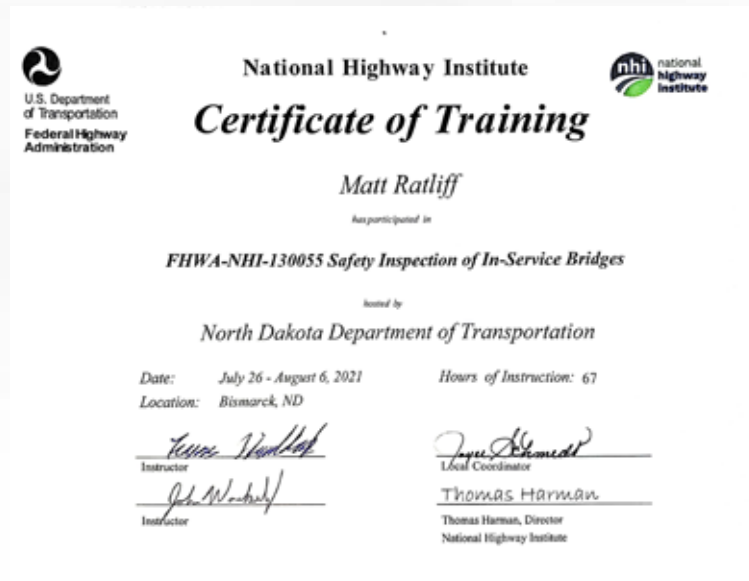 U.S. Department
of Transportation
Federal Highway
Administration
National Highway Institute
nhi national
highway
institute
Certificate of Training
Matt Ratliff
has participated in
FHWA-NHI-130055 Safety Inspection of In-Service Bridges
hosted by
North Dakota Department of Transportation
Date: July 26 - August 6, 2021
Hours of Instruction: 67
Location: Bismarck, ND
Instructor
Joyce Schmidt
Local Coordinator
John
Instructor
Thomas Harman
Thomas Harman, Director
National Highway Institute